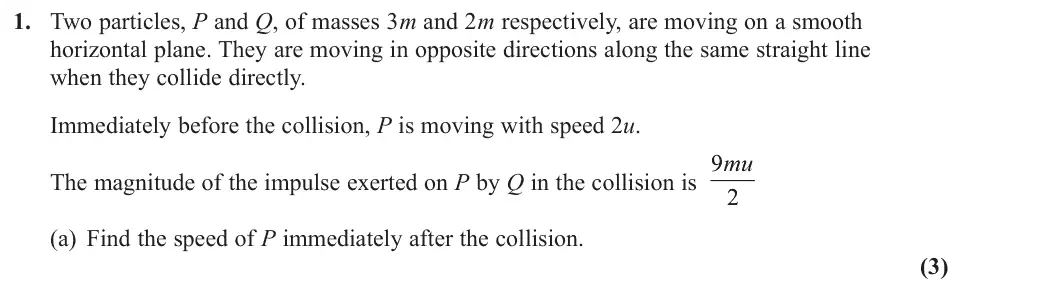 1. Two particles, P and Q, of masses 3m and 2m respectively, are moving on a smooth
horizontal plane. They are moving in opposite directions along the same straight line
when they collide directly.
Immediately before the collision, P is moving with speed 2u.
The magnitude of the impulse exerted on P by Q in the collision is 9mu/2
(a) Find the speed of P immediately after the collision.
(3)